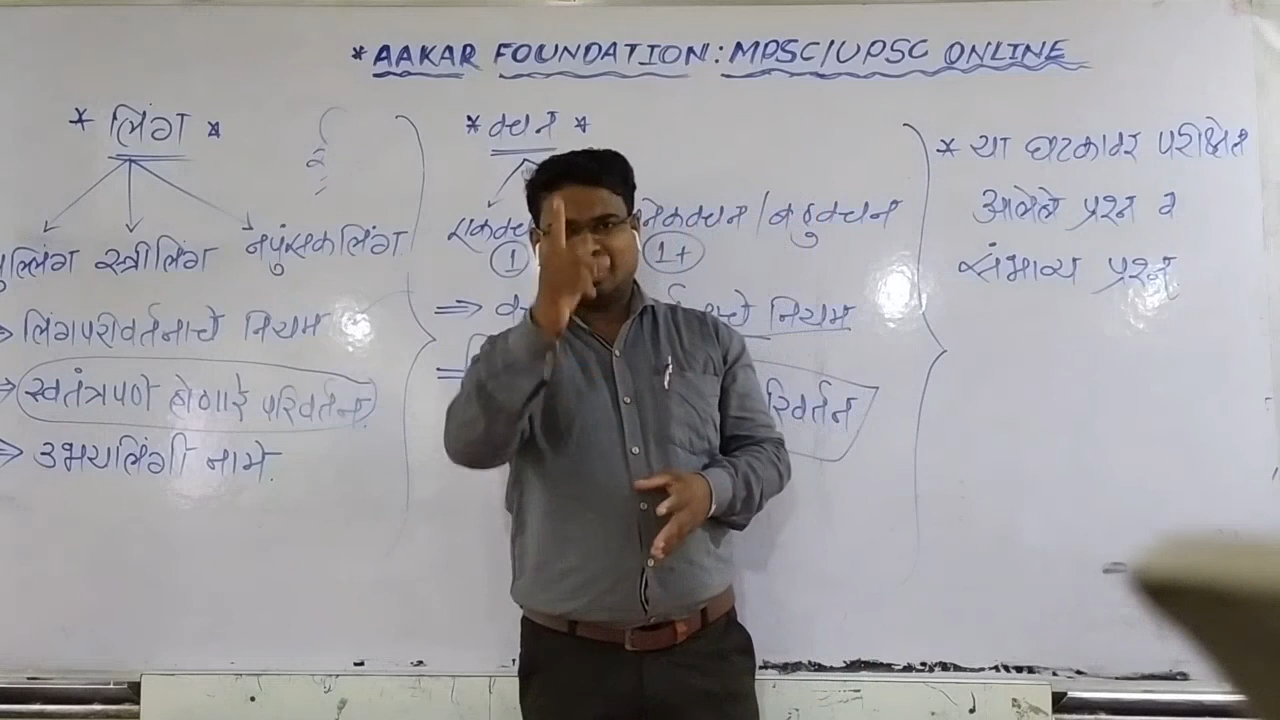 * AAKAR FOUNDATION: MPSC/UPSC ONLINE
* लिंग *
पुल्लिंग स्त्रीलिंग नपुंसकलिंग
⇒ लिंगपरिवर्तनाचे नियम
⇒ स्वतंत्रपणे होणारे परिवर्तन
⇒ उभयलिंगी नामे.
* वचन *
नेकवचन / बहुवचन
1 1+
⇒ चे नियम
रिवर्तन
* या घटकावर परीक्षेत
आलेले प्रश्न व
संभाव्य प्रश्न